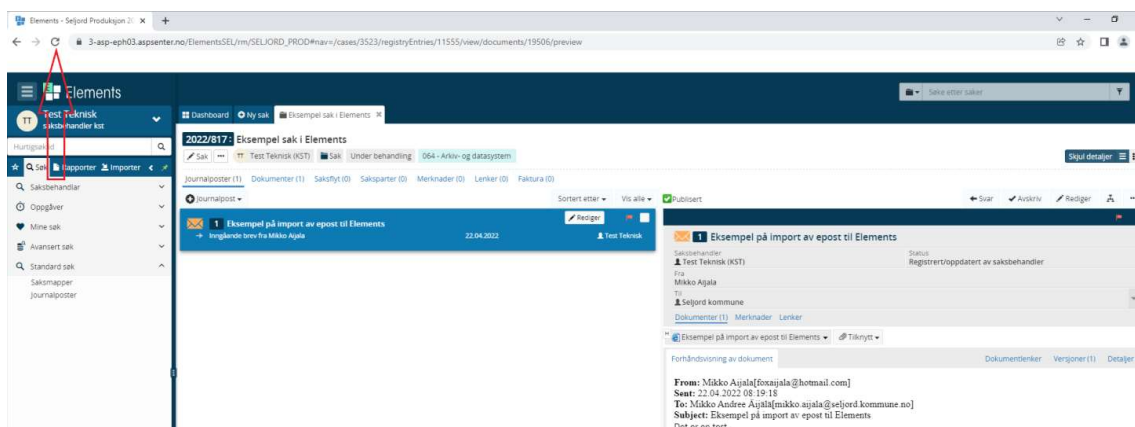 Elements - Seljord Produksjon 20
3-asp-eph03.aspsenter.no/ElementsSEL/rm/SELJORD_PROD#nav=/cases/3523/registryEntries/11555/view/documents/19506/preview
Elements
Søke etter saker
TT Test Teknisk
saksbehandler kst
Dashboard Ny sak Eksempel sak i Elements
2022/817: Eksempel sak i Elements
Sak TT Test Teknisk (KST) Sak Under behandling 064 - Arkiv- og datasystem
Skjul detaljer
Søk Rapporter Importer
Journalposter (1) Dokumenter (1) Saksflyt (0) Saksparter (0) Merknader (0) Lenker (0) Faktura (0)
Saksbehandlar
Oppgåver
Mine søk
Avansert søk
Standard søk
Saksmapper
Journalposter
Journalpost
Sortert etter Vis alle
Publisert
Svar Avskriv Rediger
1 Eksempel på import av epost til Elements
Rediger
Inngående brev fra Mikko Aijala 22.04.2022 Test Teknisk
1 Eksempel på import av epost til Elements
Saksbehandler
Test Teknisk (KST)
Status
Registrert/oppdatert av saksbehandler
Fra
Mikko Aijala
Til
Seljord kommune
Dokumenter (1) Merknader Lenker
H Eksempel på import av epost til Elements Tilknytt
Forhåndsvisning av dokument Dokumentlenker Versjoner (1) Detaljer
From: Mikko Aijala[foxaijala@hotmail.com]
Sent: 22.04.2022 08:19:18
To: Mikko Andree Äijälä[mikko.aijala@seljord.kommune.no]
Subject: Eksempel på import av epost til Elements
Det er en test